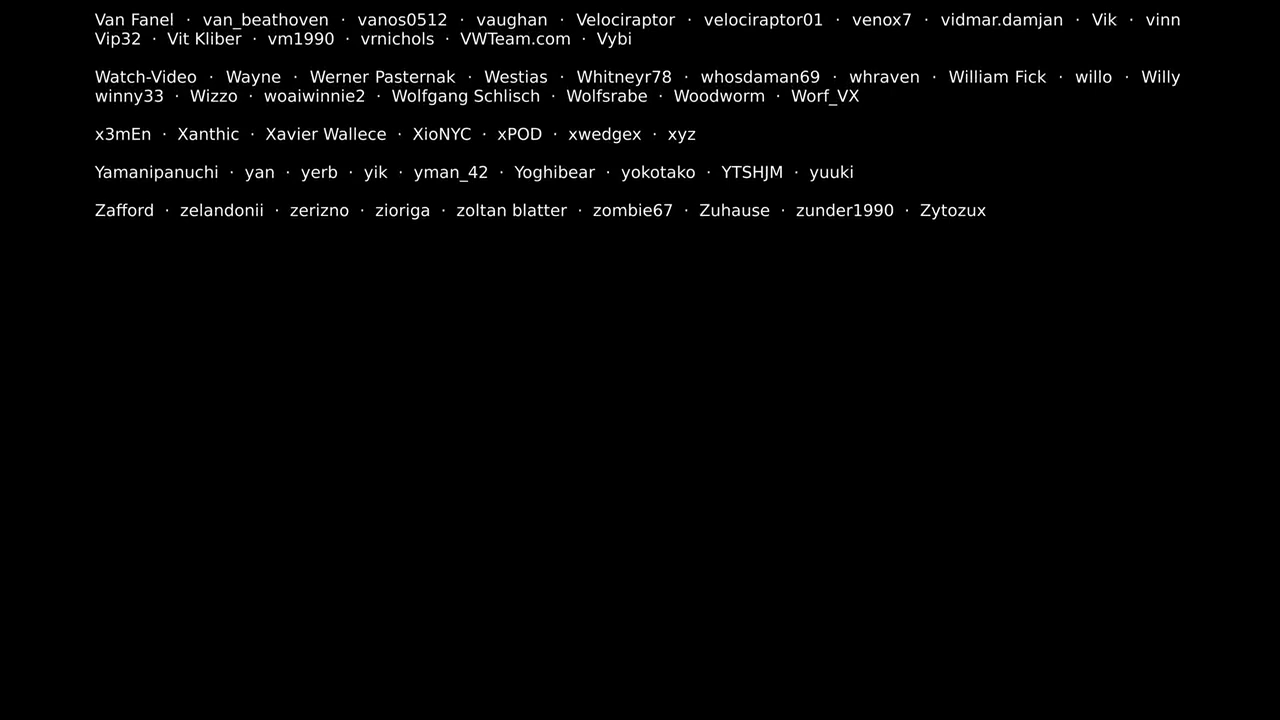 Van Fanel · van_beathoven · vanos0512 · vaughan · Velociraptor · velociraptor01 · venox7 · vidmar.damjan · Vik · vinn
Vip32 · Vit Kliber · vm1990 · vrnichols · VWTeam.com · Vybi
Watch-Video · Wayne · Werner Pasternak · Westias · Whitneyr78 · whosdaman69 · whraven · William Fick · willo · Willy
winny33 · Wizzo · woaiwinnie2 · Wolfgang Schlisch · Wolfsrabe · Woodworm · Worf_VX
x3mEn · Xanthic · Xavier Wallece · XioNYC · xPOD · xwedgex · xyz
Yamanipanuchi · yan · yerb · yik · yman_42 · Yoghibear · yokotako · YTSHJM · yuuki
Zafford · zelandonii · zerizno · zioriga · zoltan blatter · zombie67 · Zuhause · zunder1990 · Zytozux